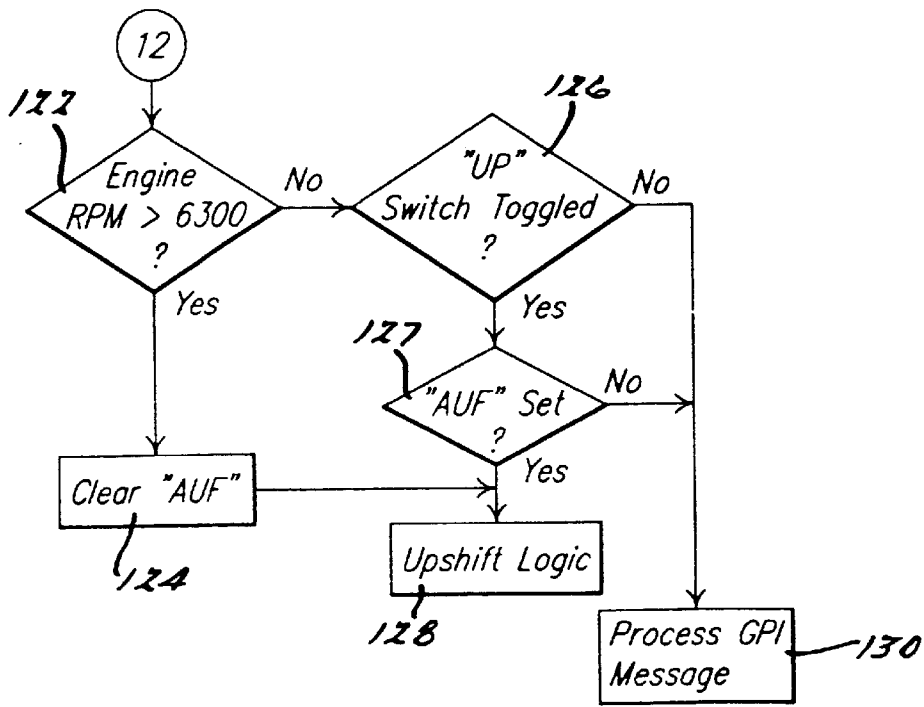 12
122
Engine
RPM > 6300
?
No
Yes
126
"UP"
Switch Toggled
?
No
Yes
127
"AUF" Set
?
No
Yes
Clear "AUF"
124
Upshift Logic
128
Process GPI
Message
130